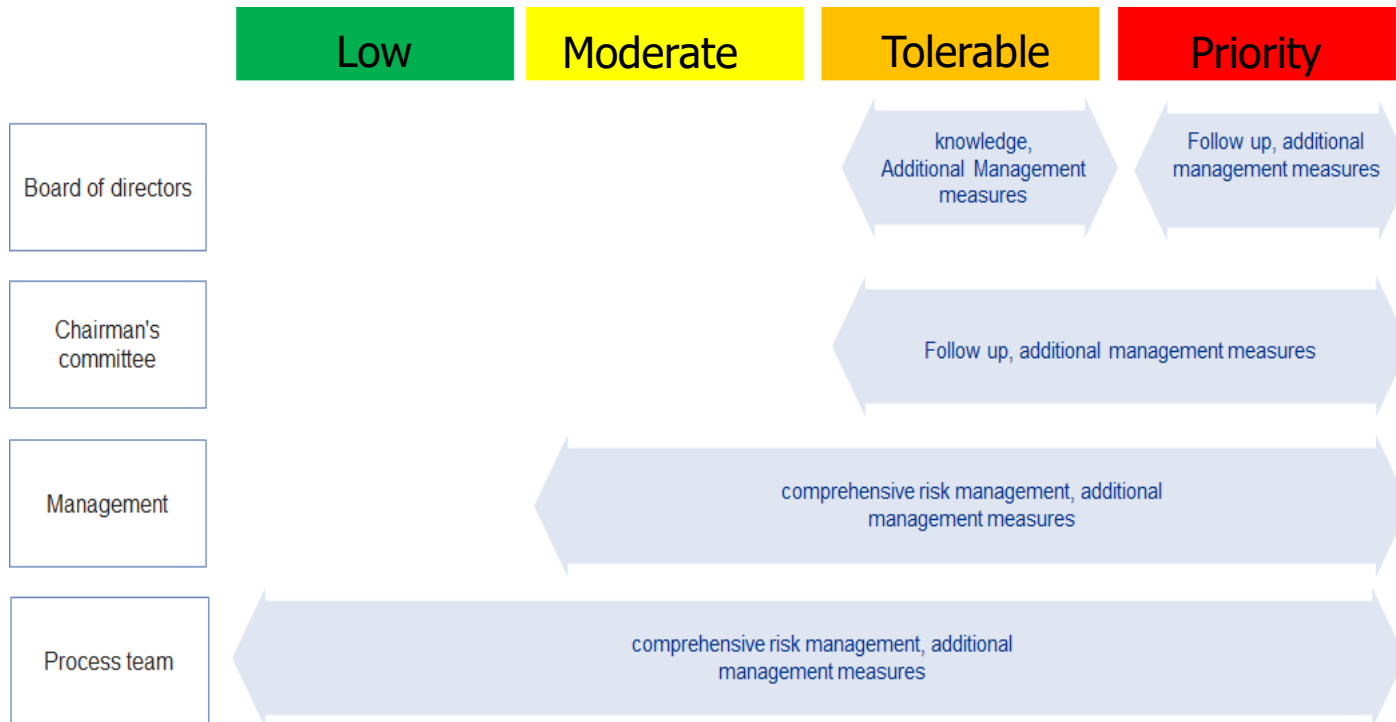 Low
Moderate
Tolerable
Priority
Board of directors
knowledge,
Additional Management
measures
Follow up, additional
management measures
Chairman's
committee
Follow up, additional management measures
Management
comprehensive risk management, additional
management measures
Process team
comprehensive risk management, additional
management measures